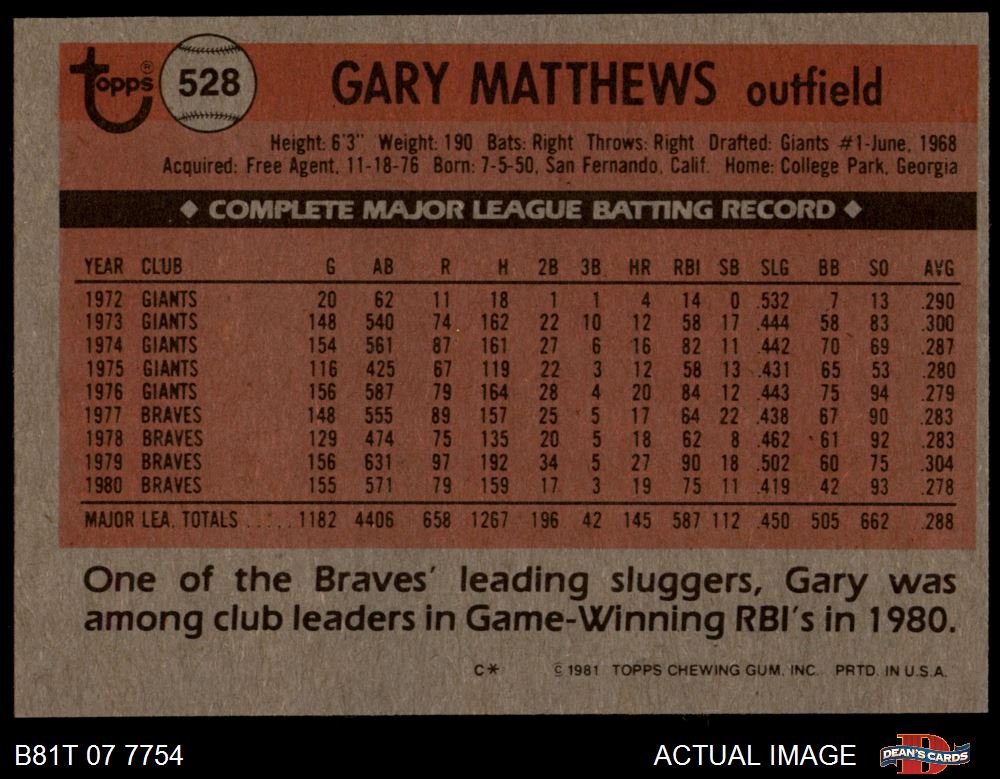 topps® 528 GARY MATTHEWS outfield
Height: 6'3" Weight: 190 Bats: Right Throws: Right Drafted: Giants #1-June, 1968
Acquired: Free Agent, 11-18-76 Born: 7-5-50, San Fernando, Calif. Home: College Park, Georgia
◆ COMPLETE MAJOR LEAGUE BATTING RECORD ◆
YEAR CLUB G AB R H 2B 3B HR RBI SB SLG BB SO AVG
1972 GIANTS 20 62 11 18 1 1 4 14 0 .532 7 13 .290
1973 GIANTS 148 540 74 162 22 10 12 58 17 .444 58 83 .300
1974 GIANTS 154 561 87 161 27 6 16 82 11 .442 70 69 .287
1975 GIANTS 116 425 67 119 22 3 12 58 13 .431 65 53 .280
1976 GIANTS 156 587 79 164 28 4 20 84 12 .443 75 94 .279
1977 BRAVES 148 555 89 157 25 5 17 64 22 .438 67 90 .283
1978 BRAVES 129 474 75 135 20 5 18 62 8 .462 61 92 .283
1979 BRAVES 156 631 97 192 34 5 27 90 18 .502 60 75 .304
1980 BRAVES 155 571 79 159 17 3 19 75 11 .419 42 93 .278
MAJOR LEA. TOTALS ..... 1182 4406 658 1267 196 42 145 587 112 .450 505 662 .288
One of the Braves' leading sluggers, Gary was
among club leaders in Game-Winning RBI's in 1980.
C* © 1981 TOPPS CHEWING GUM, INC. PRTD. IN U.S.A.
B81T 07 7754 ACTUAL IMAGE DEAN'S CARDS